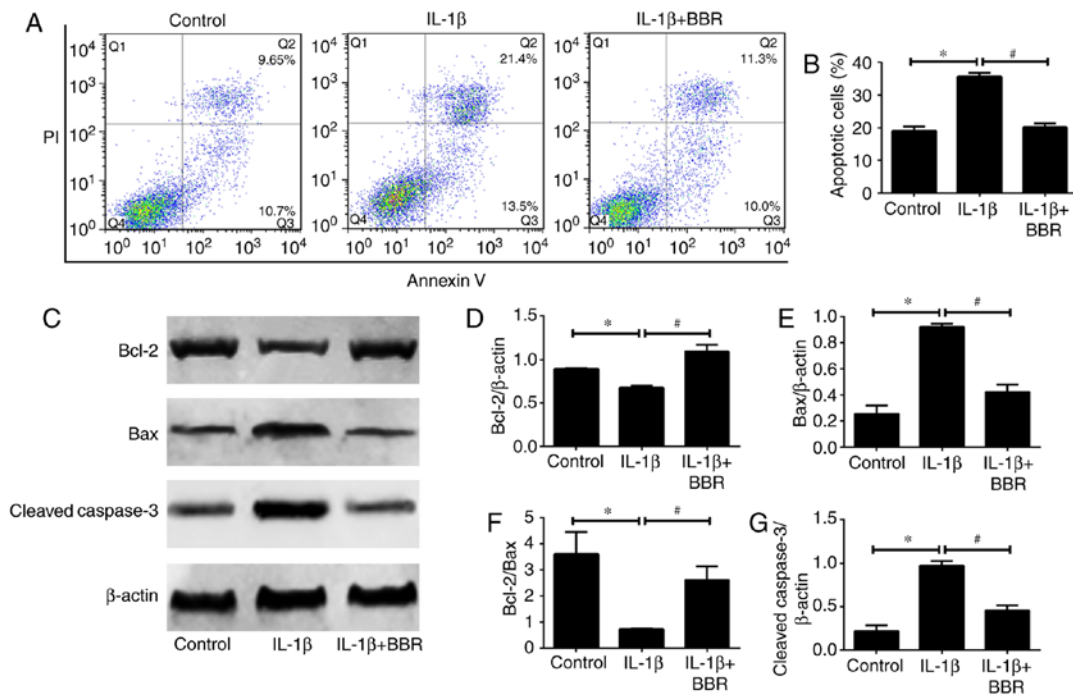 A
Control
IL-1β
IL-1β+BBR
PI
10⁴
10³
10²
10¹
10⁰
Q1
Q2
9.65%
10.7%
Q3
Q4
10⁰ 10¹ 10² 10³ 10⁴
10⁴
10³
10²
10¹
10⁰
Q1
Q2
21.4%
13.5%
Q3
Q4
10⁰ 10¹ 10² 10³ 10⁴
10⁴
10³
10²
10¹
10⁰
Q1
Q2
11.3%
10.0%
Q3
Q4
10⁰ 10¹ 10² 10³ 10⁴
Annexin V
B
Apoptotic cells (%)
40
30
20
10
0
* #
Control IL-1β IL-1β+
BBR
C
Bcl-2
Bax
Cleaved caspase-3
β-actin
Control IL-1β IL-1β+BBR
D
Bcl-2/β-actin
1.5
1.0
0.5
0.0
* #
Control IL-1β IL-1β+
BBR
E
Bax/β-actin
1.0
0.8
0.6
0.4
0.2
0.0
* #
Control IL-1β IL-1β+
BBR
F
Bcl-2/Bax
5
4
3
2
1
0
* #
Control IL-1β IL-1β+
BBR
G
Cleaved caspase-3/
β-actin
1.5
1.0
0.5
0.0
* #
Control IL-1β IL-1β+
BBR